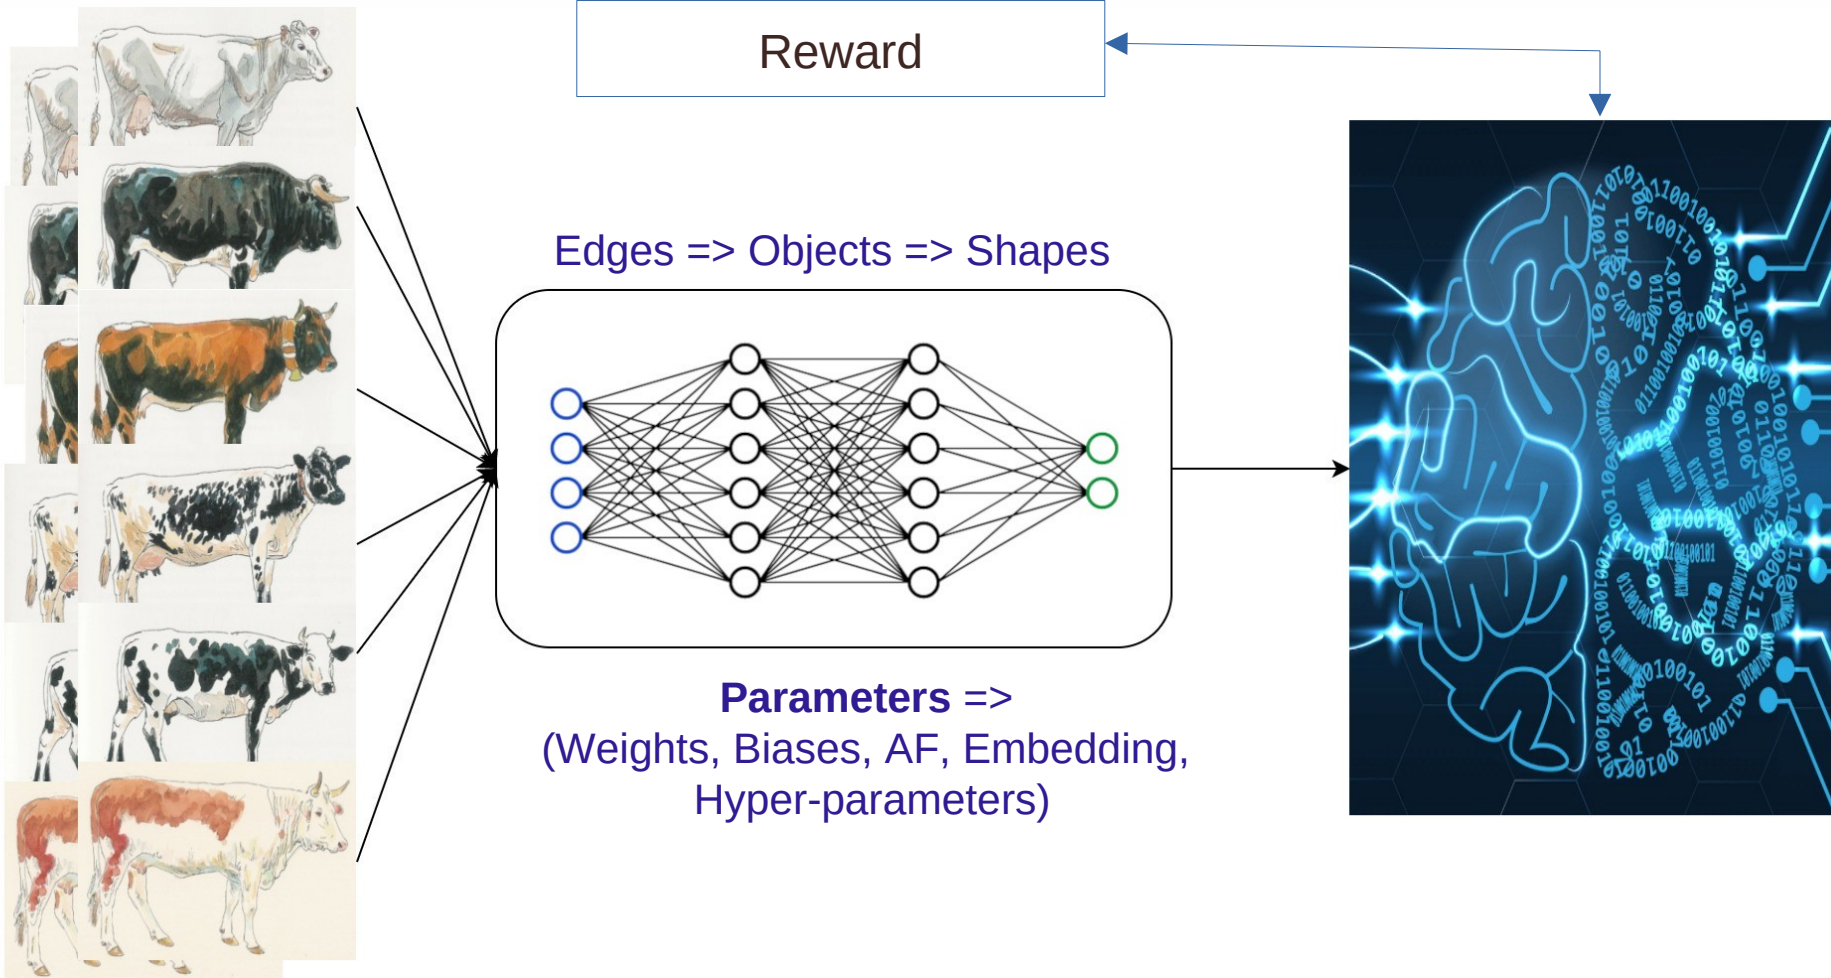 Reward
Edges => Objects => Shapes
Parameters =>
(Weights, Biases, AF, Embedding,
Hyper-parameters)